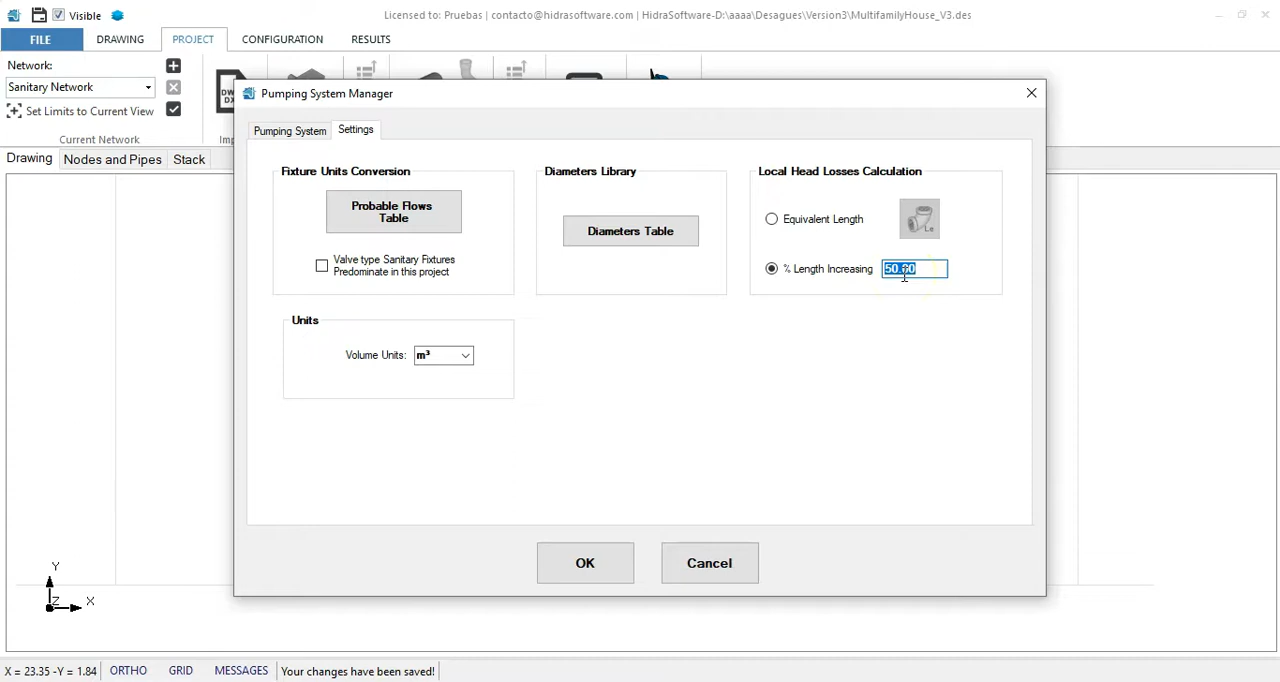 Visible
Licensed to: Pruebas | contacto@hidrasoftware.com | HidraSoftware-D:\aaaa\Desagues\Version3\MultifamilyHouse_V3.des
FILE DRAWING PROJECT CONFIGURATION RESULTS
Network:
Sanitary Network
Set Limits to Current View
Current Network
Drawing Nodes and Pipes Stack
Pumping System Manager
Pumping System Settings
Fixture Units Conversion
Probable Flows
Table
Valve type Sanitary Fixtures
Predominate in this project
Diameters Library
Diameters Table
Local Head Losses Calculation
Equivalent Length
Le
% Length Increasing 50.00
Units
Volume Units: m³
OK Cancel
Y
Z X
X = 23.35 -Y = 1.84 ORTHO GRID MESSAGES Your changes have been saved!